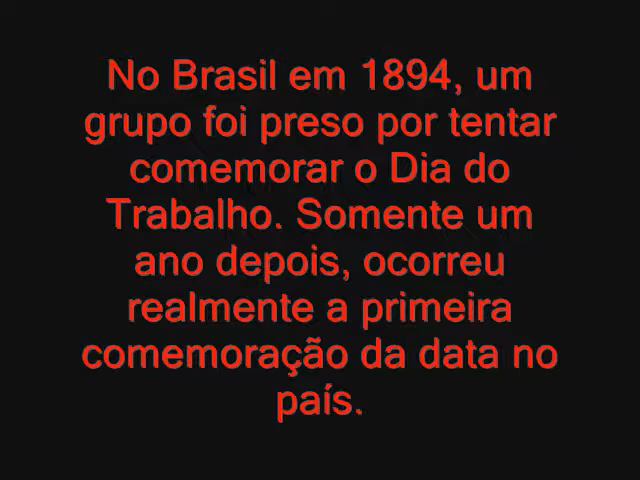 No Brasil em 1894, um
grupo foi preso por tentar
comemorar o Dia do
Trabalho. Somente um
ano depois, ocorreu
realmente a primeira
comemoração da data no
país.